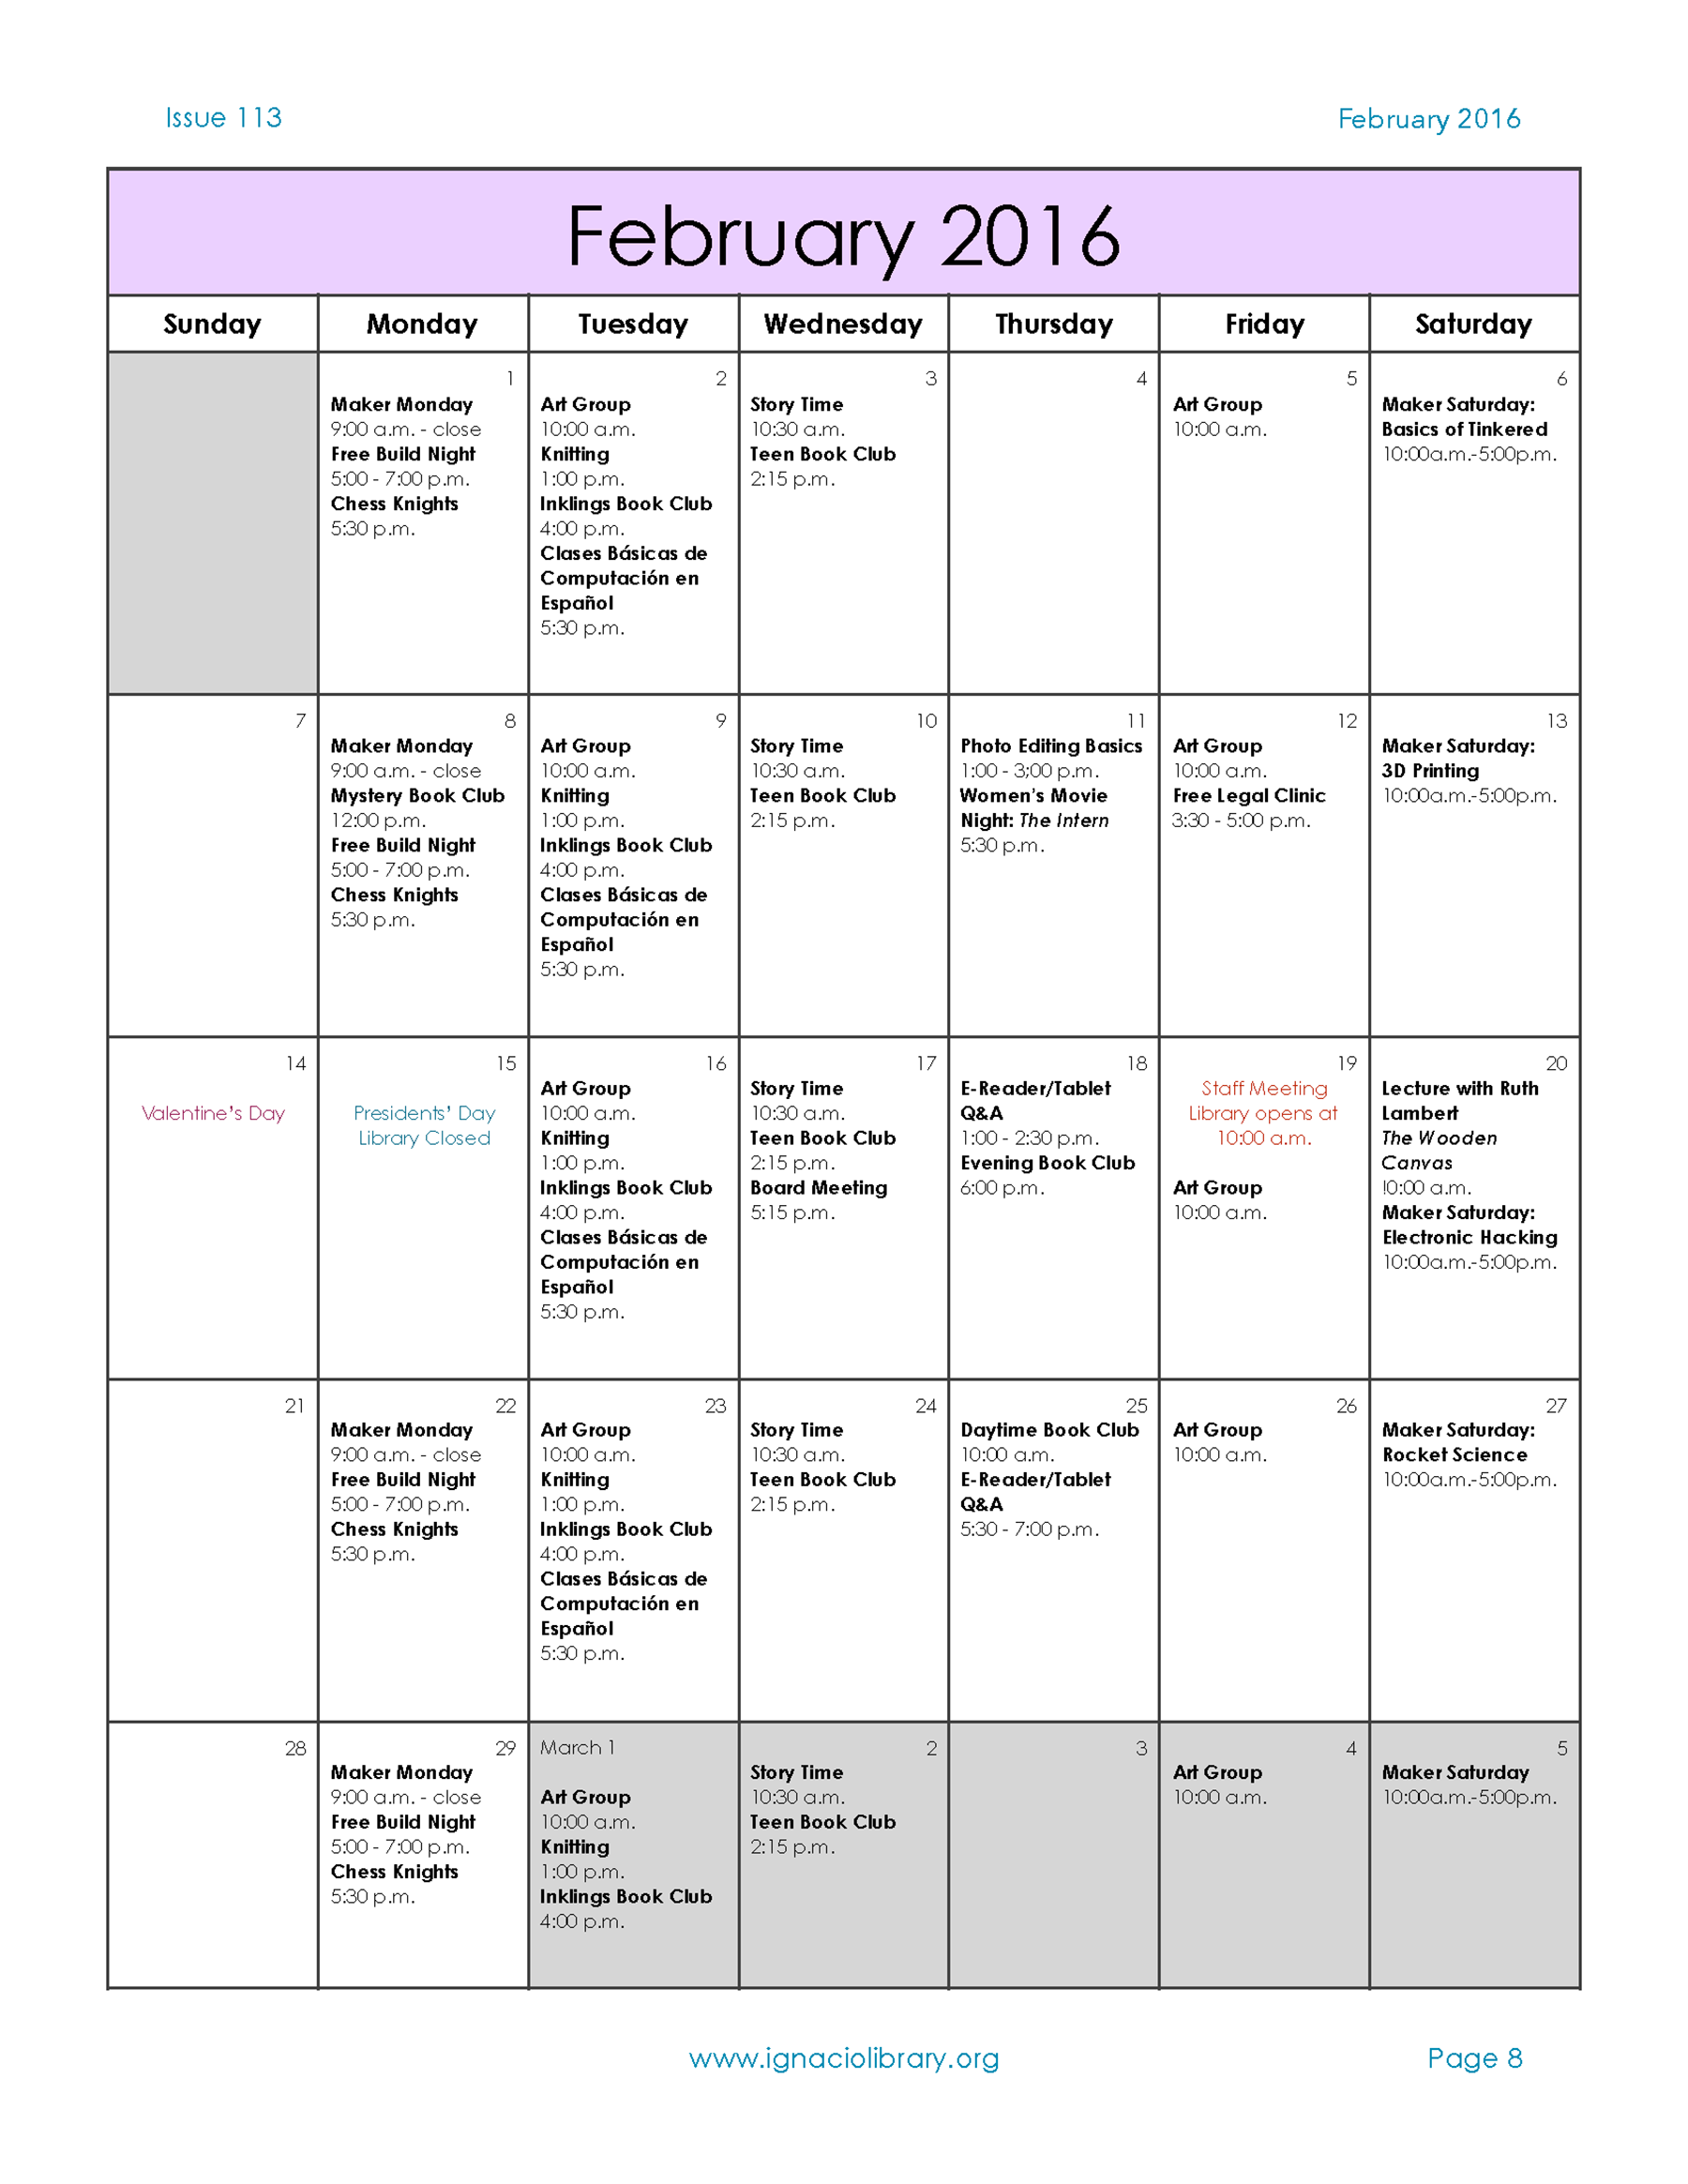 Issue 113
February 2016
February 2016
Sunday
Monday
Tuesday
Wednesday
Thursday
Friday
Saturday
1
Maker Monday
9:00 a.m. - close
Free Build Night
5:00 - 7:00 p.m.
Chess Knights
5:30 p.m.
2
Art Group
10:00 a.m.
Knitting
1:00 p.m.
Inklings Book Club
4:00 p.m.
Clases Básicas de
Computación en
Español
5:30 p.m.
3
Story Time
10:30 a.m.
Teen Book Club
2:15 p.m.
4
5
Art Group
10:00 a.m.
6
Maker Saturday:
Basics of Tinkered
10:00a.m.-5:00p.m.
7
8
Maker Monday
9:00 a.m. - close
Mystery Book Club
12:00 p.m.
Free Build Night
5:00 - 7:00 p.m.
Chess Knights
5:30 p.m.
9
Art Group
10:00 a.m.
Knitting
1:00 p.m.
Inklings Book Club
4:00 p.m.
Clases Básicas de
Computación en
Español
5:30 p.m.
10
Story Time
10:30 a.m.
Teen Book Club
2:15 p.m.
11
Photo Editing Basics
1:00 - 3;00 p.m.
Women's Movie
Night: The Intern
5:30 p.m.
12
Art Group
10:00 a.m.
Free Legal Clinic
3:30 - 5:00 p.m.
13
Maker Saturday:
3D Printing
10:00a.m.-5:00p.m.
14
Valentine's Day
15
Presidents' Day
Library Closed
16
Art Group
10:00 a.m.
Knitting
1:00 p.m.
Inklings Book Club
4:00 p.m.
Clases Básicas de
Computación en
Español
5:30 p.m.
17
Story Time
10:30 a.m.
Teen Book Club
2:15 p.m.
Board Meeting
5:15 p.m.
18
E-Reader/Tablet
Q&A
1:00 - 2:30 p.m.
Evening Book Club
6:00 p.m.
19
Staff Meeting
Library opens at
10:00 a.m.
Art Group
10:00 a.m.
20
Lecture with Ruth
Lambert
The Wooden
Canvas
!0:00 a.m.
Maker Saturday:
Electronic Hacking
10:00a.m.-5:00p.m.
21
22
Maker Monday
9:00 a.m. - close
Free Build Night
5:00 - 7:00 p.m.
Chess Knights
5:30 p.m.
23
Art Group
10:00 a.m.
Knitting
1:00 p.m.
Inklings Book Club
4:00 p.m.
Clases Básicas de
Computación en
Español
5:30 p.m.
24
Story Time
10:30 a.m.
Teen Book Club
2:15 p.m.
25
Daytime Book Club
10:00 a.m.
E-Reader/Tablet
Q&A
5:30 - 7:00 p.m.
26
Art Group
10:00 a.m.
27
Maker Saturday:
Rocket Science
10:00a.m.-5:00p.m.
28
29
Maker Monday
9:00 a.m. - close
Free Build Night
5:00 - 7:00 p.m.
Chess Knights
5:30 p.m.
March 1
Art Group
10:00 a.m.
Knitting
1:00 p.m.
Inklings Book Club
4:00 p.m.
2
Story Time
10:30 a.m.
Teen Book Club
2:15 p.m.
3
4
Art Group
10:00 a.m.
5
Maker Saturday
10:00a.m.-5:00p.m.
www.ignaciolibrary.org
Page 8